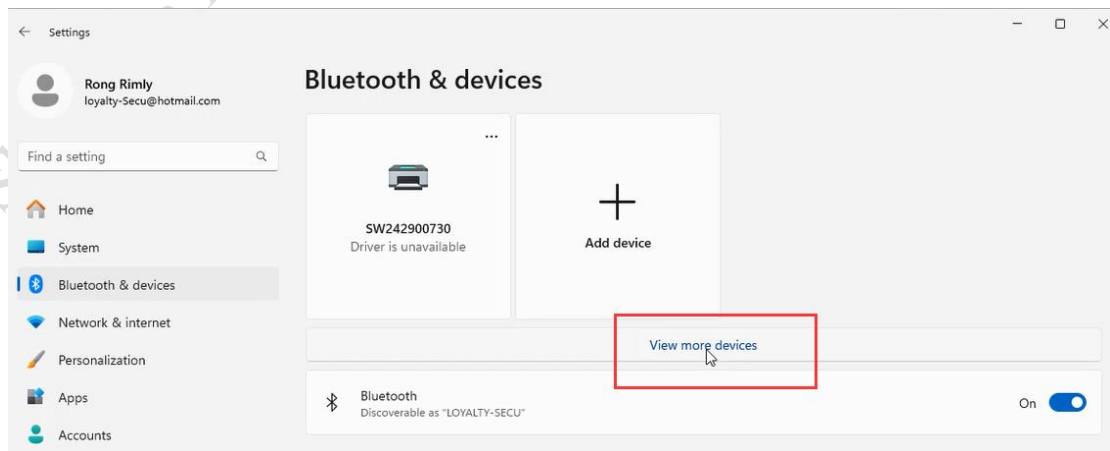 Settings
Rong Rimly
loyalty-Secu@hotmail.com
Find a setting
Home
System
Bluetooth & devices
Network & internet
Personalization
Apps
Accounts
Bluetooth & devices
...
SW242900730
Driver is unavailable
Add device
View more devices
Bluetooth
Discoverable as "LOYALTY-SECU"
On